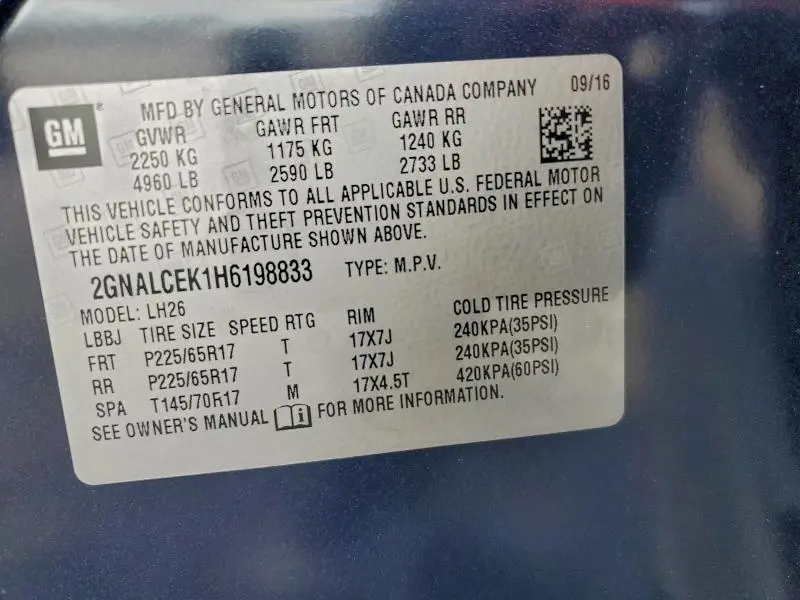 GM
MFD BY GENERAL MOTORS OF CANADA COMPANY 09/16
GVWR GAWR FRT GAWR RR
2250 KG 1175 KG 1240 KG
4960 LB 2590 LB 2733 LB
THIS VEHICLE CONFORMS TO ALL APPLICABLE U.S. FEDERAL MOTOR
VEHICLE SAFETY AND THEFT PREVENTION STANDARDS IN EFFECT ON
THE DATE OF MANUFACTURE SHOWN ABOVE.
2GNALCEK1H6198833 TYPE: M.P.V.
MODEL: LH26
LBBJ TIRE SIZE SPEED RTG RIM COLD TIRE PRESSURE
FRT P225/65R17 T 17X7J 240KPA(35PSI)
RR P225/65R17 T 17X7J 240KPA(35PSI)
SPA T145/70R17 M 17X4.5T 420KPA(60PSI)
SEE OWNER'S MANUAL i FOR MORE INFORMATION.